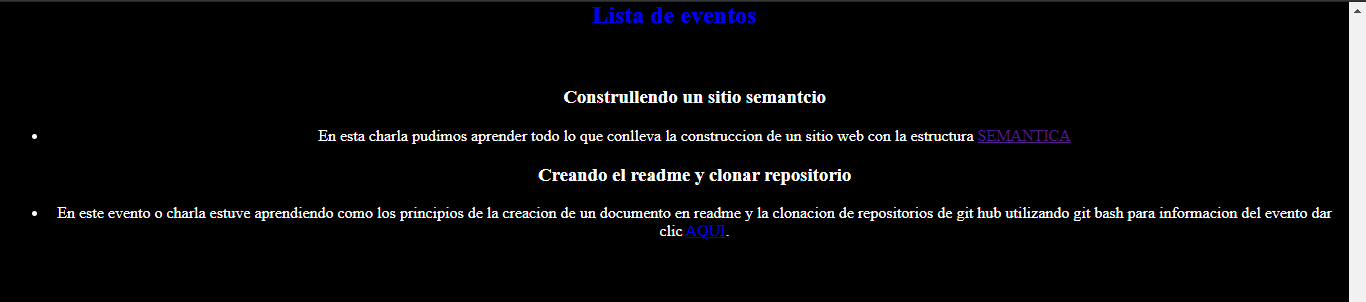 Lista de eventos
Construllendo un sitio semantcio
En esta charla pudimos aprender todo lo que conlleva la construccion de un sitio web con la estructura SEMANTICA
Creando el readme y clonar repositorio
En este evento o charla estuve aprendiendo como los principios de la creacion de un documento en readme y la clonacion de repositorios de git hub utilizando git bash para informacion del evento dar
clic AQUI.